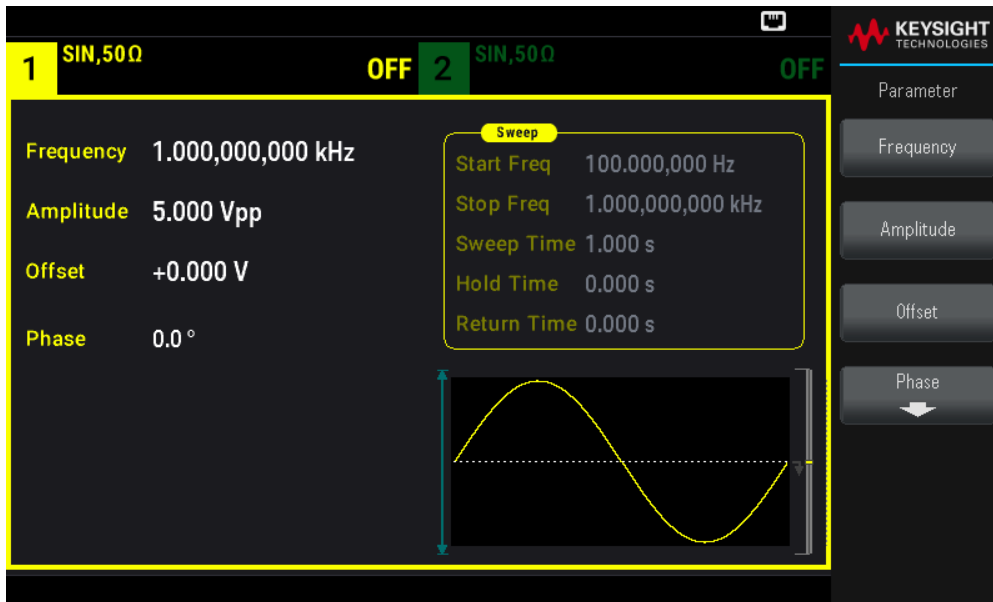 KEYSIGHT
TECHNOLOGIES
1 SIN,50Ω OFF 2 SIN,50Ω OFF
Parameter
Frequency 1.000,000,000 kHz
Amplitude 5.000 Vpp
Offset +0.000 V
Phase 0.0 °
Sweep
Start Freq 100.000,000 Hz
Stop Freq 1.000,000,000 kHz
Sweep Time 1.000 s
Hold Time 0.000 s
Return Time 0.000 s
Frequency
Amplitude
Offset
Phase